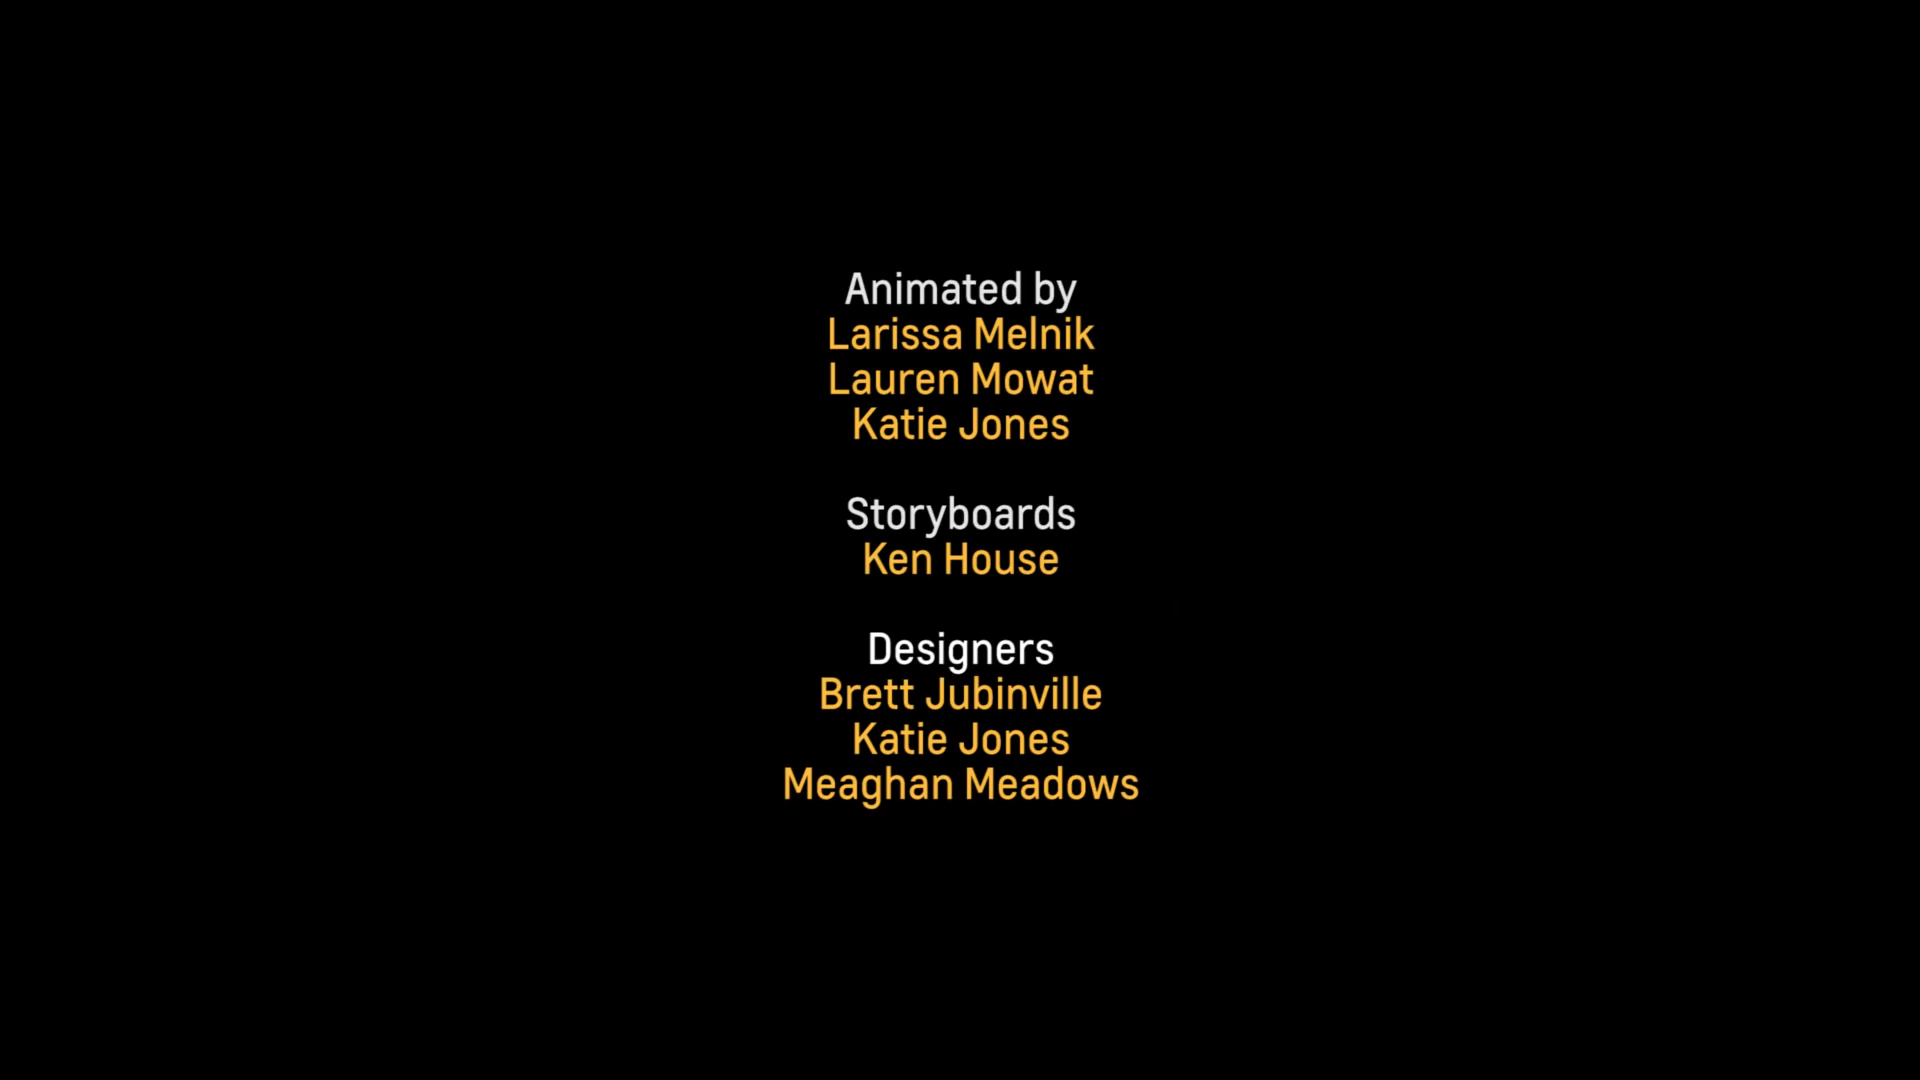 Animated by
Larissa Melnik
Lauren Mowat
Katie Jones
Storyboards
Ken House
Designers
Brett Jubinville
Katie Jones
Meaghan Meadows